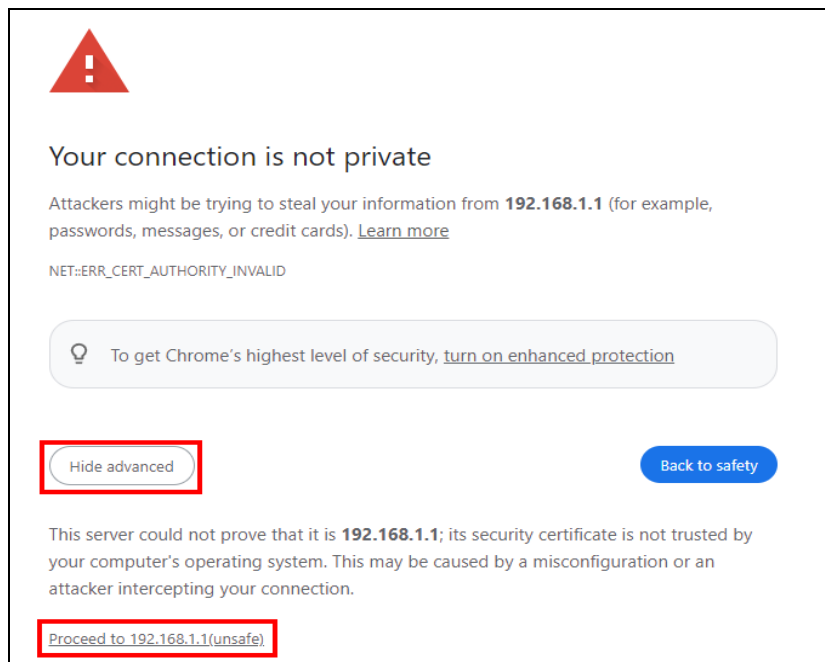 Your connection is not private
Attackers might be trying to steal your information from 192.168.1.1 (for example,
passwords, messages, or credit cards). Learn more
NET::ERR_CERT_AUTHORITY_INVALID
To get Chrome's highest level of security, turn on enhanced protection
Hide advanced
Back to safety
This server could not prove that it is 192.168.1.1; its security certificate is not trusted by
your computer's operating system. This may be caused by a misconfiguration or an
attacker intercepting your connection.
Proceed to 192.168.1.1(unsafe)